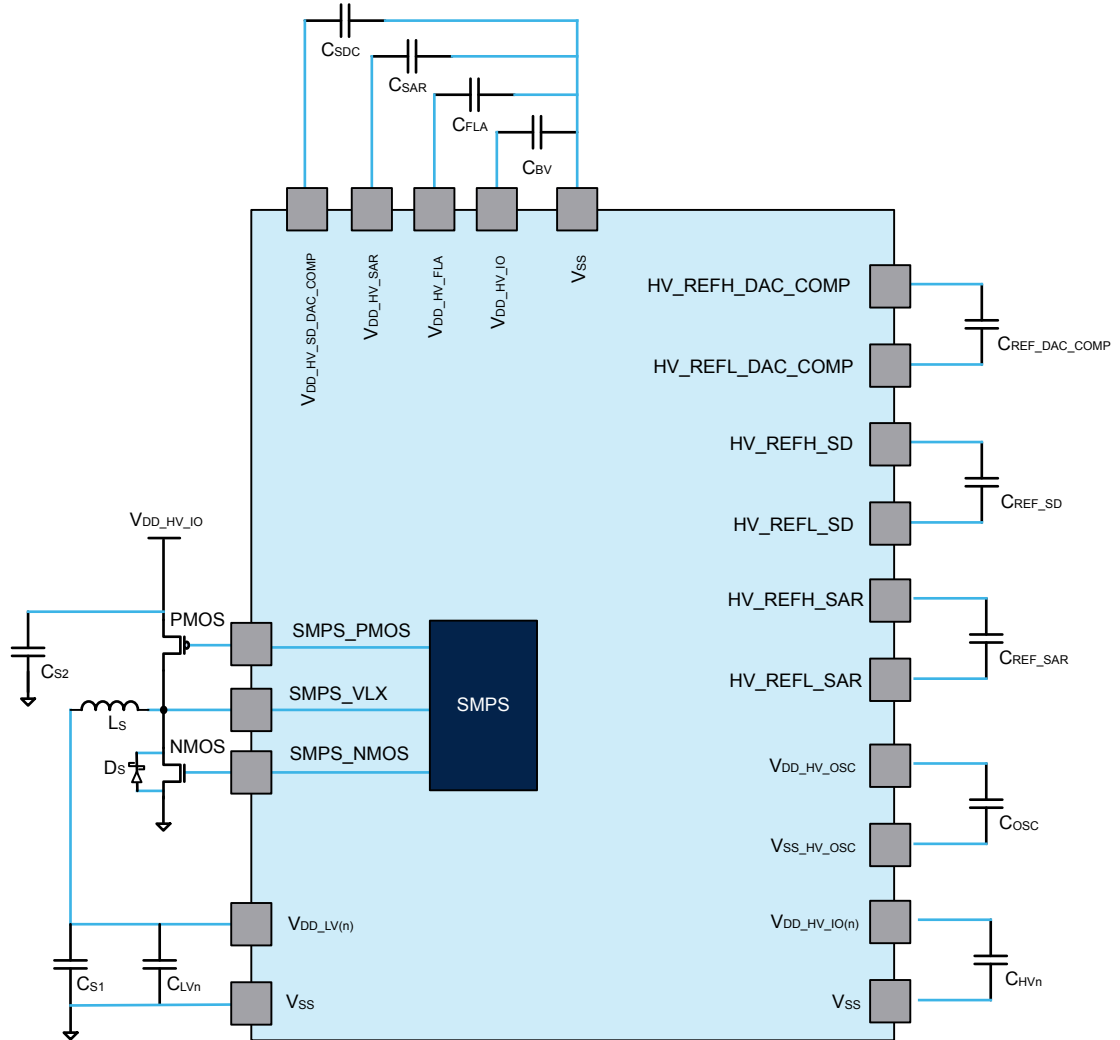 CSDC
CSAR
CFLA
CBV
VDD_HV_SD_DAC_COMP
VDD_HV_SAR
VDD_HV_FLA
VDD_HV_IO
VSS
HV_REFH_DAC_COMP
CREF_DAC_COMP
HV_REFL_DAC_COMP
HV_REFH_SD
CREF_SD
HV_REFL_SD
VDD_HV_IO
PMOS
SMPS_PMOS
CS2
SMPS_VLX
SMPS
LS
NMOS
SMPS_NMOS
DS
HV_REFH_SAR
CREF_SAR
HV_REFL_SAR
VDD_HV_OSC
COSC
VSS_HV_OSC
VDD_LV(n)
VDD_HV_IO(n)
CS1
CLVn
CHVn
VSS
VSS